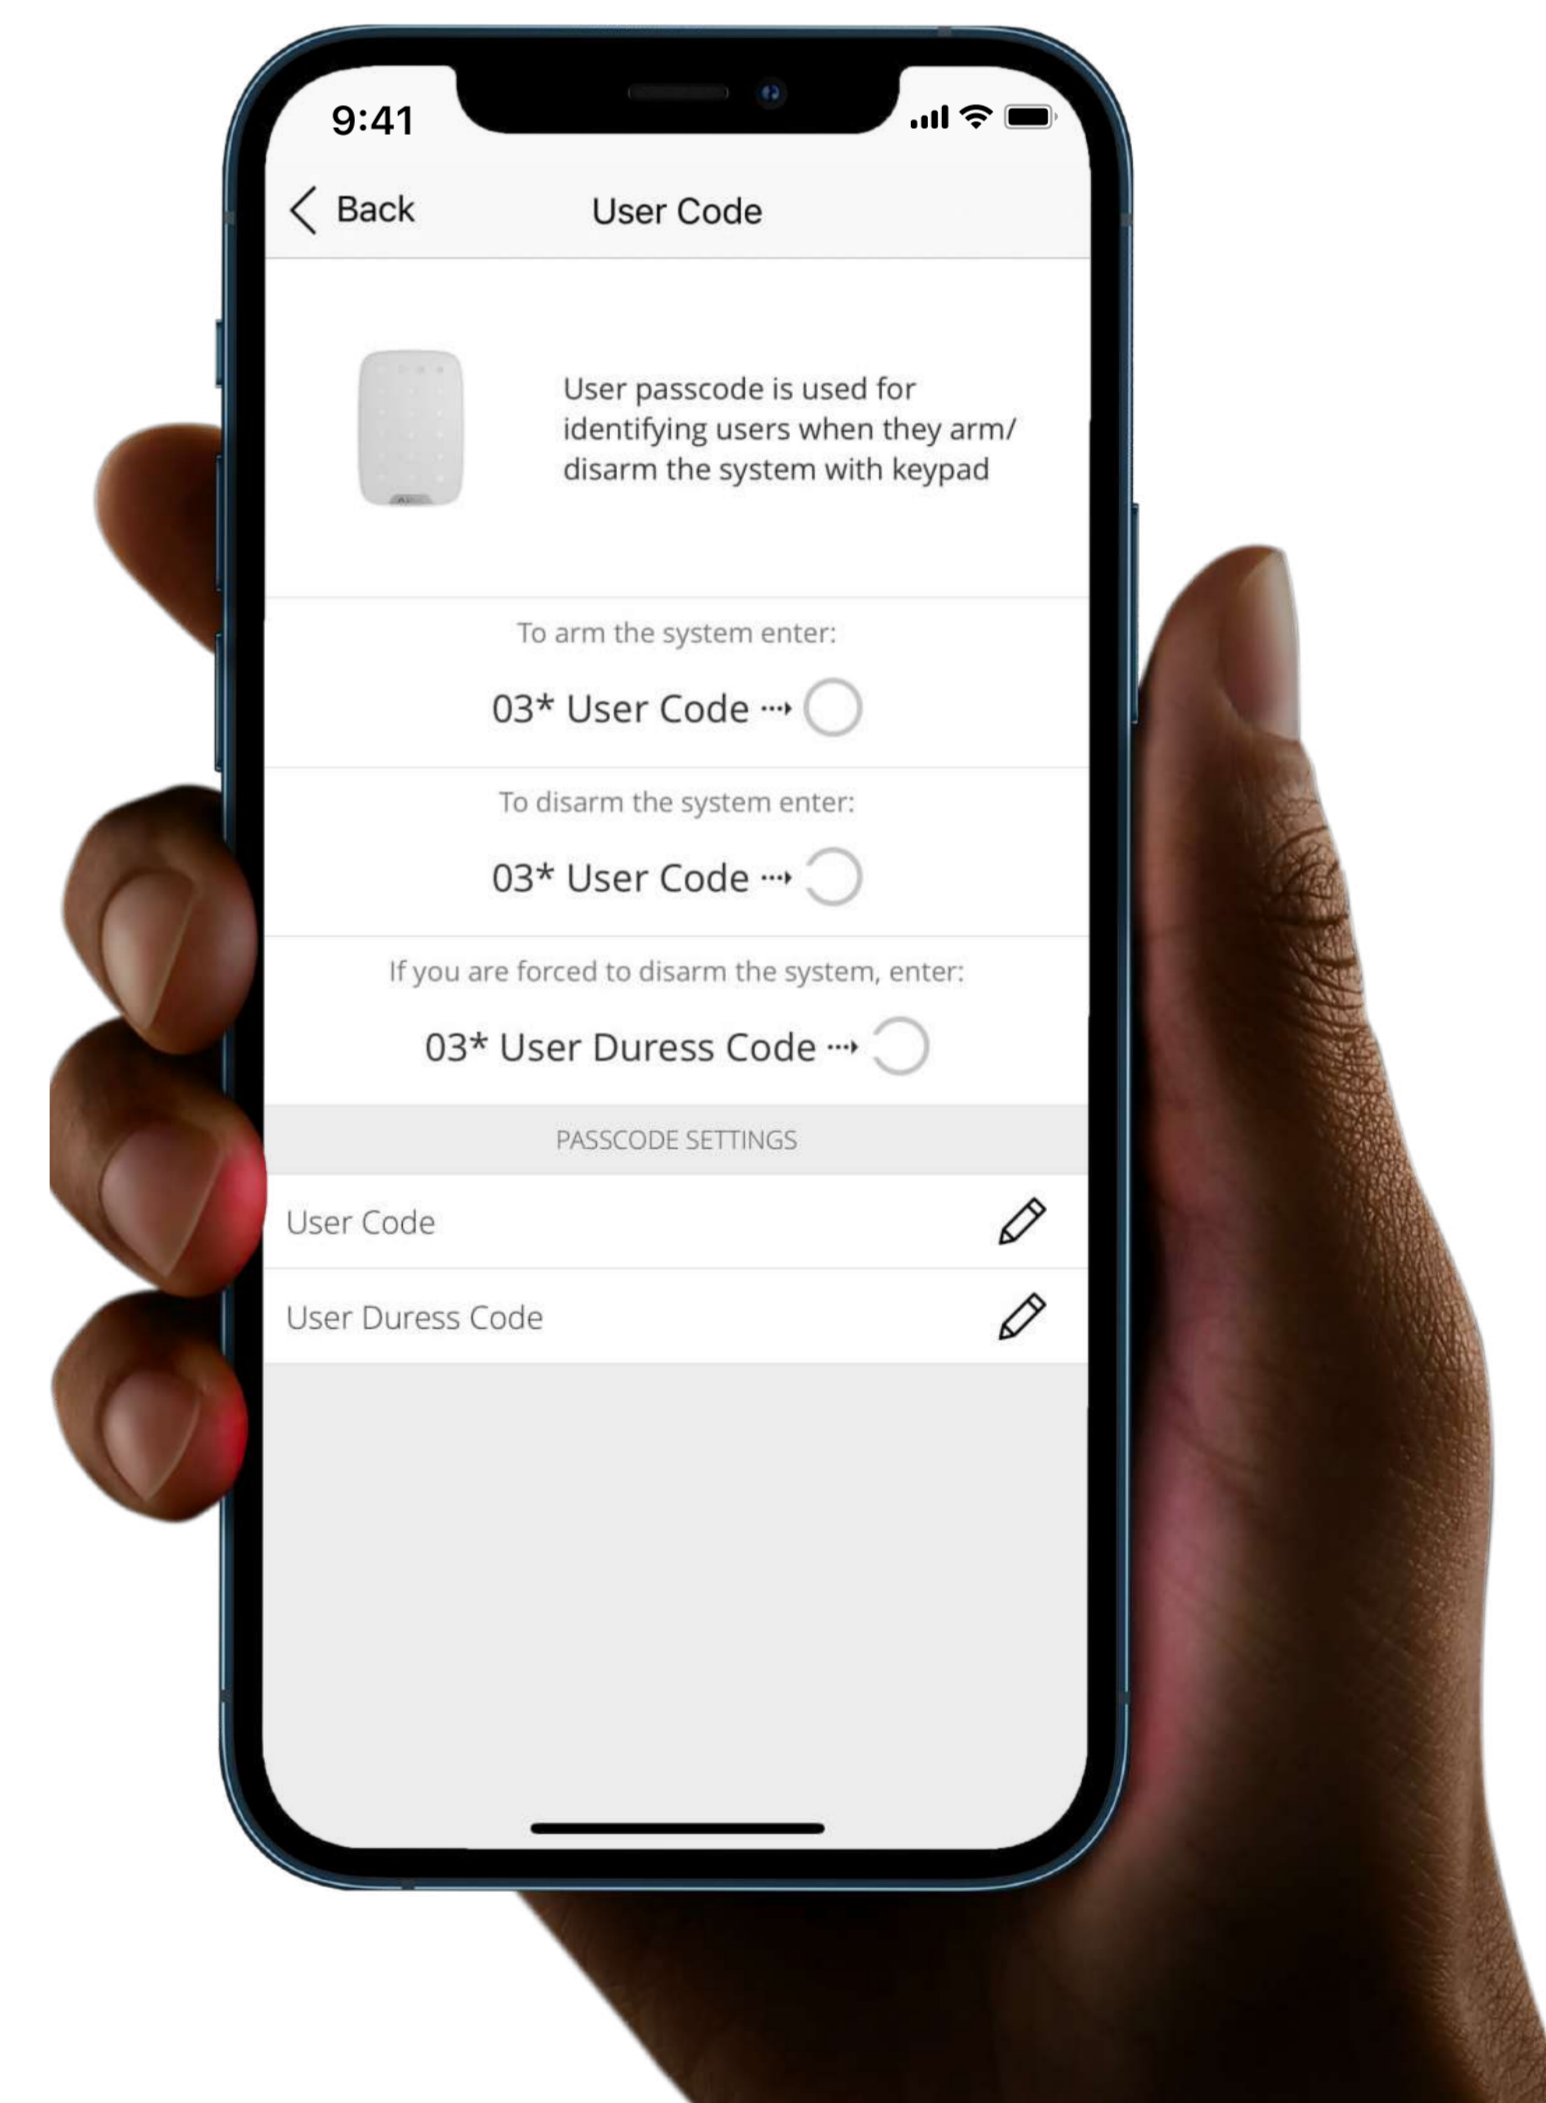 9:41
Back
User Code
User passcode is used for
identifying users when they arm/
disarm the system with keypad
To arm the system enter:
03* User Code
To disarm the system enter:
03* User Code
If you are forced to disarm the system, enter:
03* User Duress Code
PASSCODE SETTINGS
User Code
User Duress Code